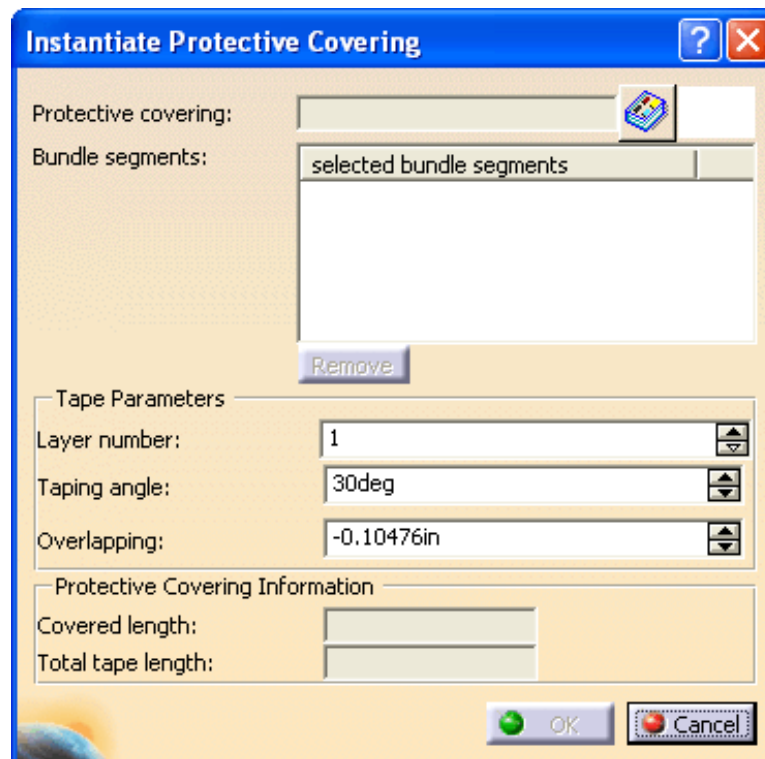 Instantiate Protective Covering
Protective covering:
Bundle segments:
selected bundle segments
Remove
Tape Parameters
Layer number:
1
Taping angle:
30deg
Overlapping:
-0.10476in
Protective Covering Information
Covered length:
Total tape length:
OK
Cancel